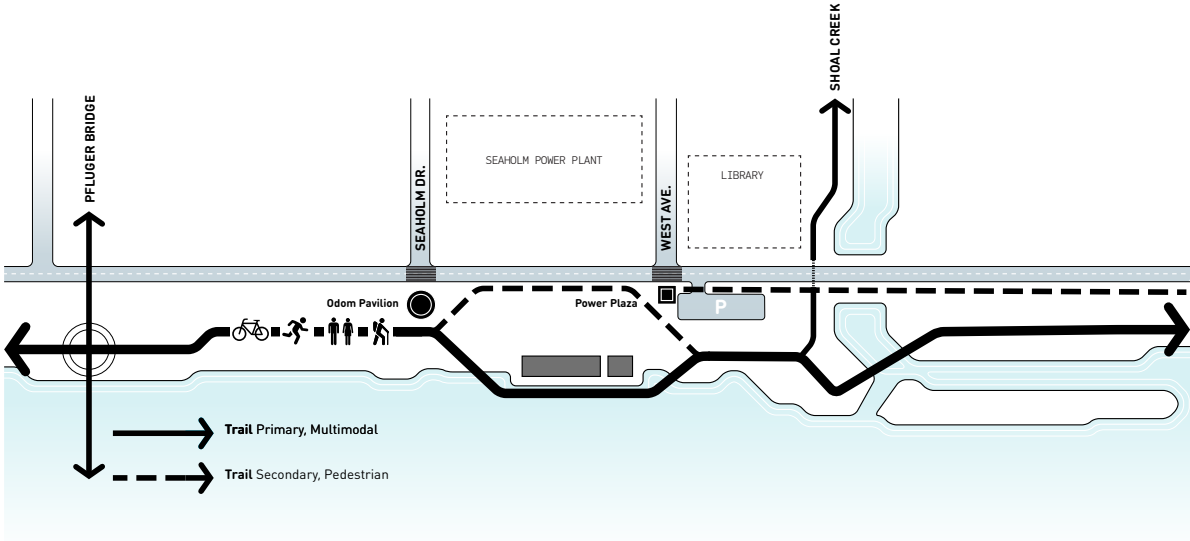 SHOAL CREEK
PFLUGER BRIDGE
SEAHOLM DR.
SEAHOLM POWER PLANT
WEST AVE.
LIBRARY
Odom Pavilion
Power Plaza
P
Trail Primary, Multimodal
Trail Secondary, Pedestrian